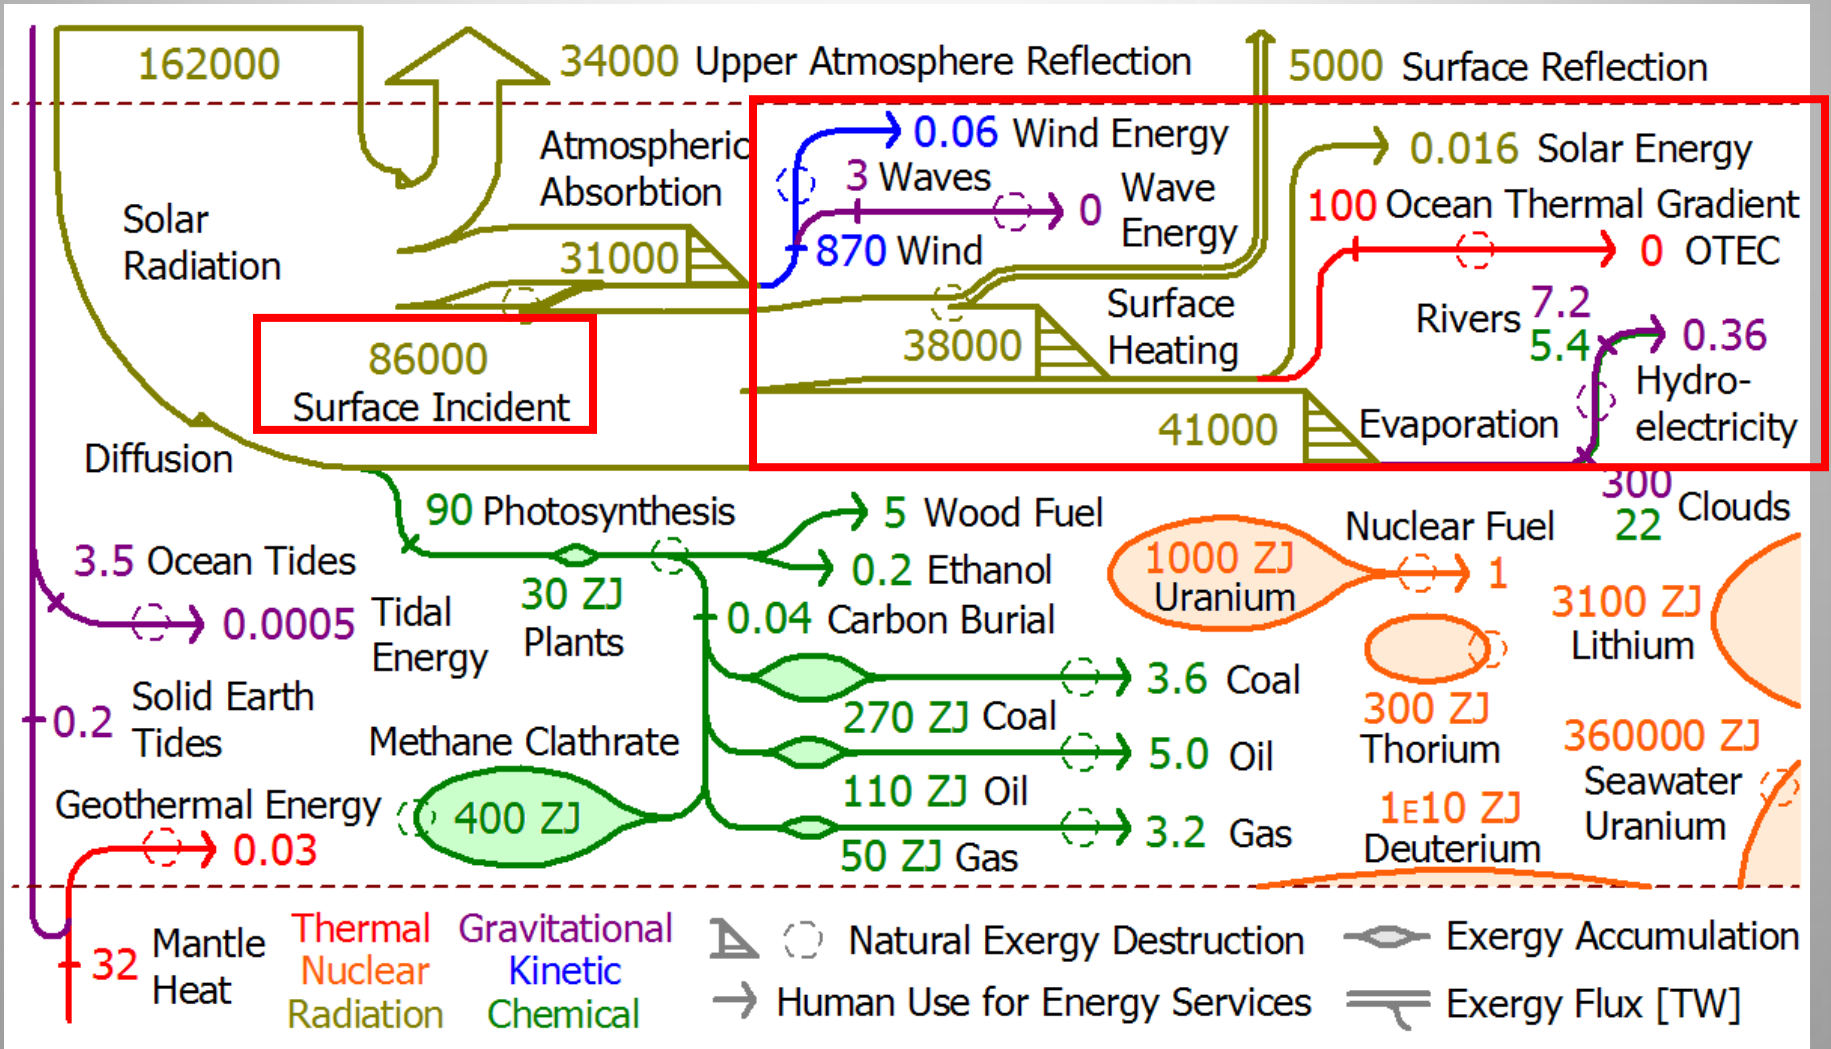 162000
34000 Upper Atmosphere Reflection
5000 Surface Reflection
Atmospheric
Absorbtion
0.06 Wind Energy
0.016 Solar Energy
3 Waves
0 Wave
Energy
100 Ocean Thermal Gradient
Solar
Radiation
31000
870 Wind
0 OTEC
Surface
Heating
Rivers 7.2
5.4
0.36
Hydro-
electricity
86000
Surface Incident
38000
41000
Evaporation
Diffusion
300
22
Clouds
90 Photosynthesis
5 Wood Fuel
Nuclear Fuel
3.5 Ocean Tides
0.2 Ethanol
1000 ZJ
Uranium
1
30 ZJ
Plants
0.0005 Tidal
Energy
0.04 Carbon Burial
3100 ZJ
Lithium
Solid Earth
Tides
0.2
3.6 Coal
270 ZJ Coal
300 ZJ
Thorium
Methane Clathrate
5.0 Oil
110 ZJ Oil
360000 ZJ
Seawater
Uranium
Geothermal Energy
400 ZJ
0.03
3.2 Gas
50 ZJ Gas
1E10 ZJ
Deuterium
32 Mantle
Heat
Thermal
Nuclear
Radiation
Gravitational
Kinetic
Chemical
Natural Exergy Destruction
Exergy Accumulation
Human Use for Energy Services
Exergy Flux [TW]